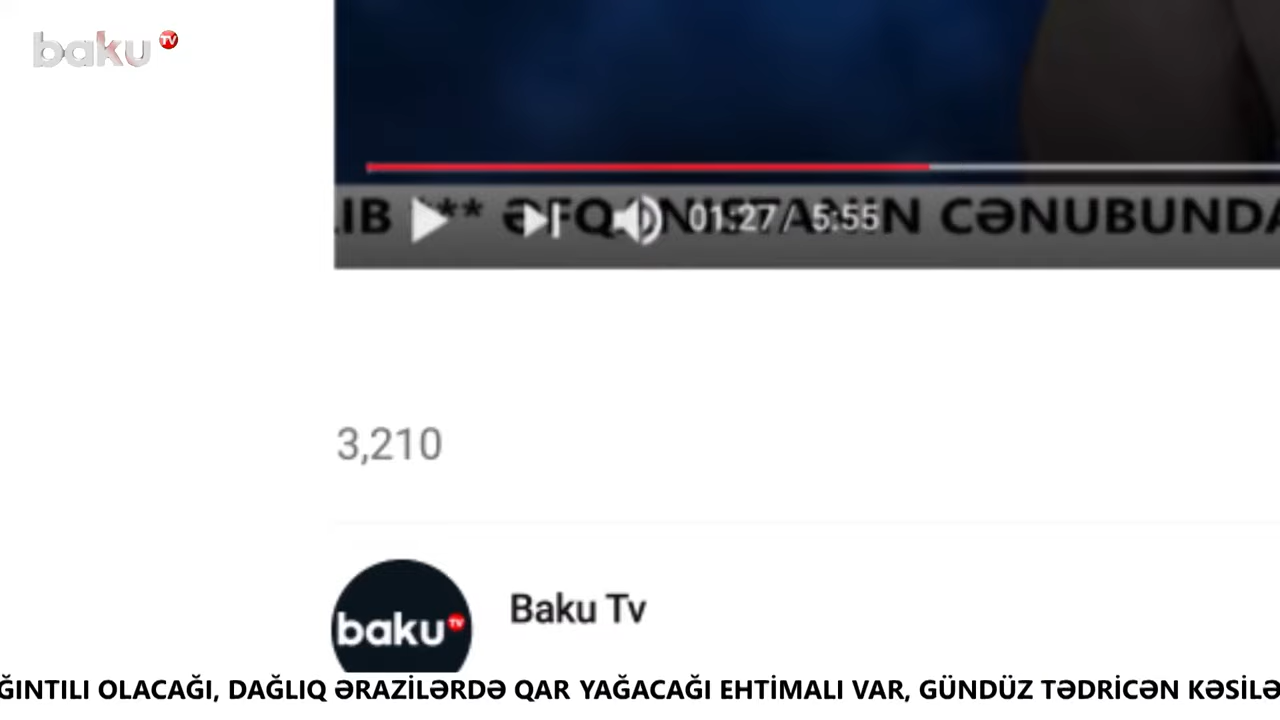 baku TV
LIB *** ƏFQANISTANIN CƏNUBUNDA
01:27 / 5:55
3,210
baku TV
Baku Tv
ĞINTILI OLACAĞI, DAĞLIQ ƏRAZİLƏRDƏ QAR YAĞACAĞI EHTİMALI VAR, GÜNDÜZ TƏDRİCƏN KƏSİLƏ